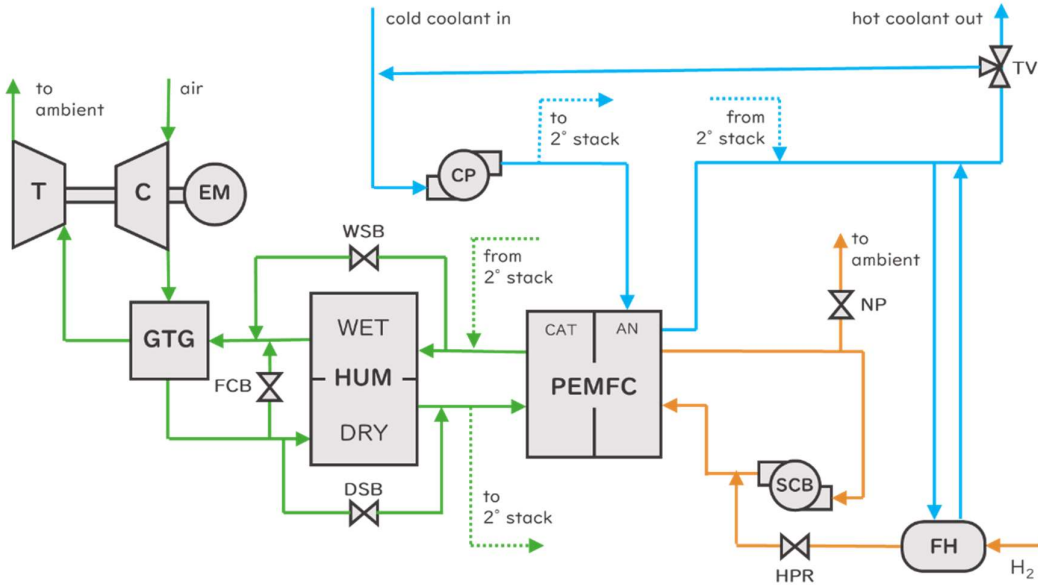 cold coolant in
hot coolant out
TV
to
ambient
air
to
2° stack
from
2° stack
CP
T
C
EM
WSB
from
2° stack
to
ambient
NP
WET
CAT
AN
GTG
HUM
PEMFC
FCB
DRY
DSB
SCB
to
2° stack
FH
HPR
H₂